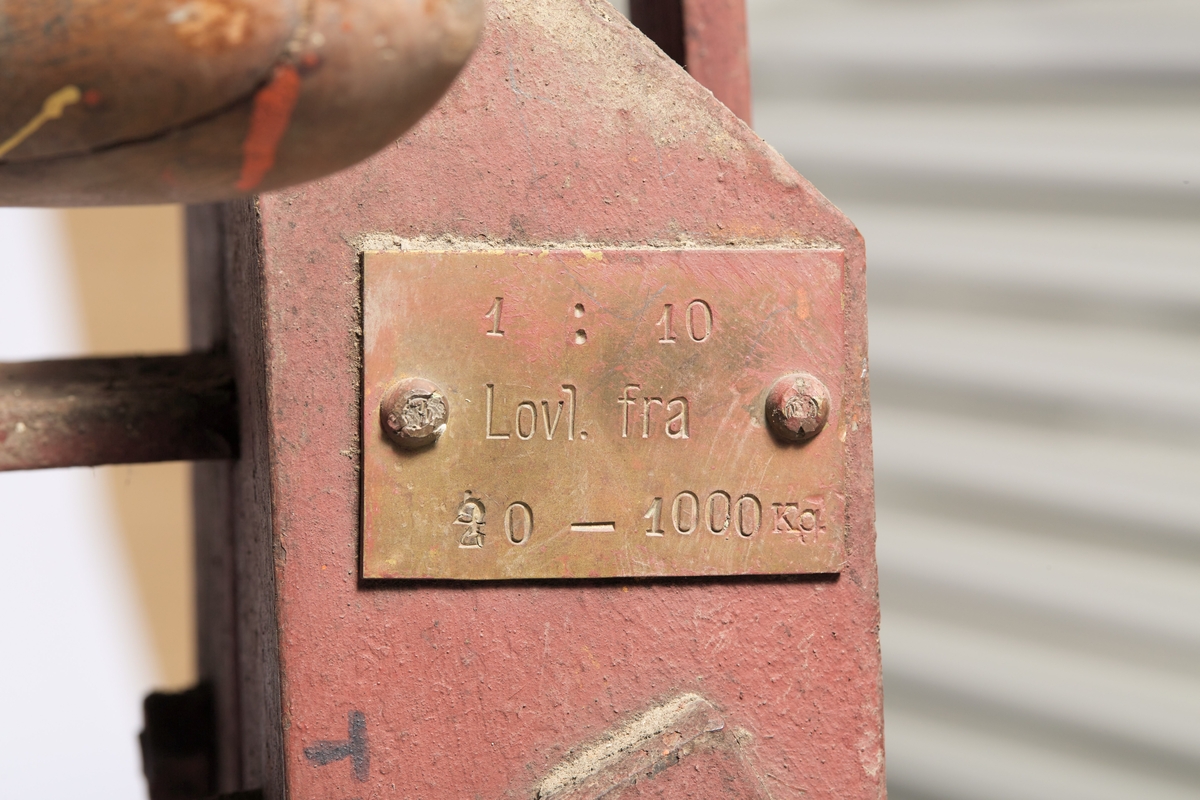 1 : 10
Lovl. fra
20 — 1000 Kg.
T